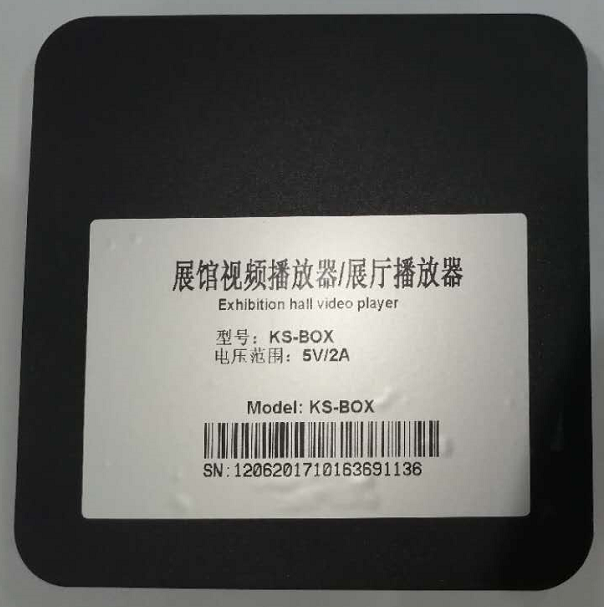 展馆视频播放器/展厅播放器
Exhibition hall video player
型号：KS-BOX
电压范围：5V/2A
Model: KS-BOX
SN:1206201710163691136